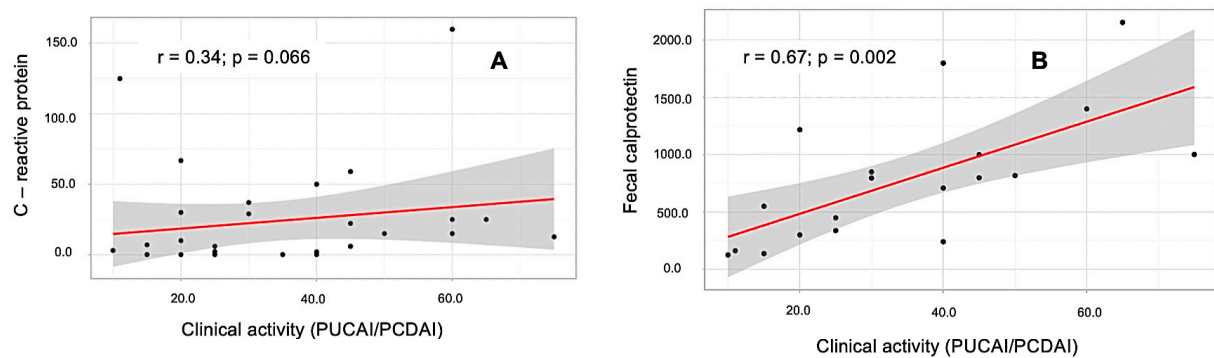 r = 0.34; p = 0.066
A
C – reactive protein
150.0
100.0
50.0
0.0
20.0
40.0
60.0
Clinical activity (PUCAI/PCDAI)
r = 0.67; p = 0.002
B
Fecal calprotectin
2000.0
1500.0
1000.0
500.0
0.0
20.0
40.0
60.0
Clinical activity (PUCAI/PCDAI)